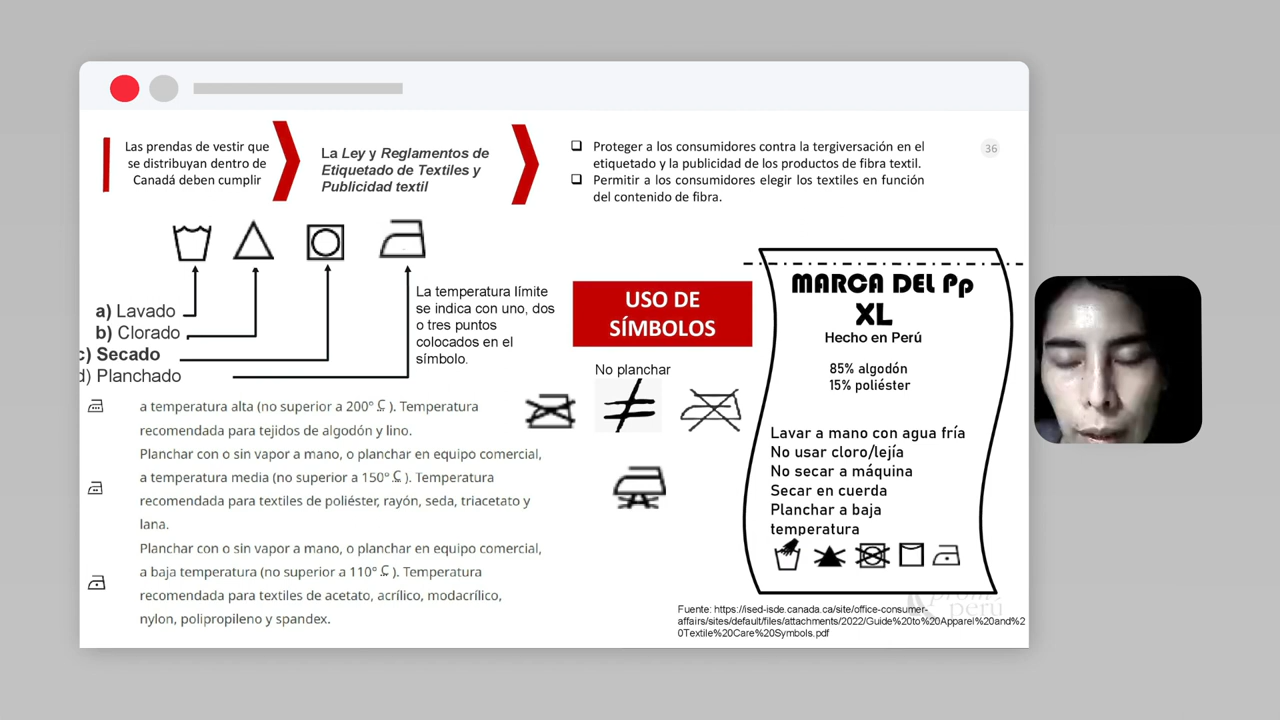 Las prendas de vestir que
se distribuyan dentro de
Canadá deben cumplir
La Ley y Reglamentos de
Etiquetado de Textiles y
Publicidad textil
Proteger a los consumidores contra la tergiversación en el
etiquetado y la publicidad de los productos de fibra textil.
Permitir a los consumidores elegir los textiles en función
del contenido de fibra.
36
a) Lavado
b) Clorado
c) Secado
d) Planchado
La temperatura límite
se indica con uno, dos
o tres puntos
colocados en el
símbolo.
USO DE
SÍMBOLOS
No planchar
a temperatura alta (no superior a 200° C ). Temperatura
recomendada para tejidos de algodón y lino.
Planchar con o sin vapor a mano, o planchar en equipo comercial,
a temperatura media (no superior a 150° C ). Temperatura
recomendada para textiles de poliéster, rayón, seda, triacetato y
lana.
Planchar con o sin vapor a mano, o planchar en equipo comercial,
a baja temperatura (no superior a 110° C ). Temperatura
recomendada para textiles de acetato, acrílico, modacrílico,
nylon, polipropileno y spandex.
MARCA DEL Pp
XL
Hecho en Perú
85% algodón
15% poliéster
Lavar a mano con agua fría
No usar cloro/lejía
No secar a máquina
Secar en cuerda
Planchar a baja
temperatura
perú
Fuente: https://ised-isde.canada.ca/site/office-consumer-
affairs/sites/default/files/attachments/2022/Guide%20to%20Apparel%20and%2
0Textile%20Care%20Symbols.pdf